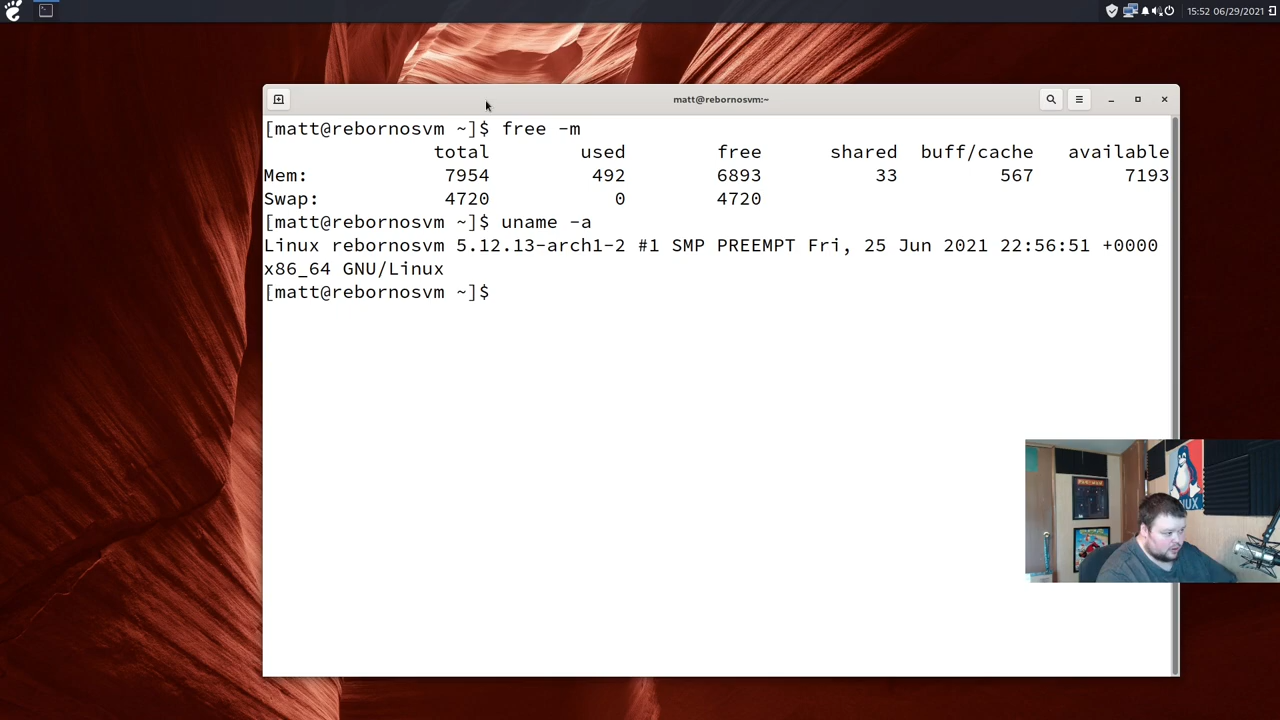 15:52 06/29/2021
matt@rebornosvm:~
[matt@rebornosvm ~]$ free -m
total used free shared buff/cache available
Mem: 7954 492 6893 33 567 7193
Swap: 4720 0 4720
[matt@rebornosvm ~]$ uname -a
Linux rebornosvm 5.12.13-arch1-2 #1 SMP PREEMPT Fri, 25 Jun 2021 22:56:51 +0000
x86_64 GNU/Linux
[matt@rebornosvm ~]$